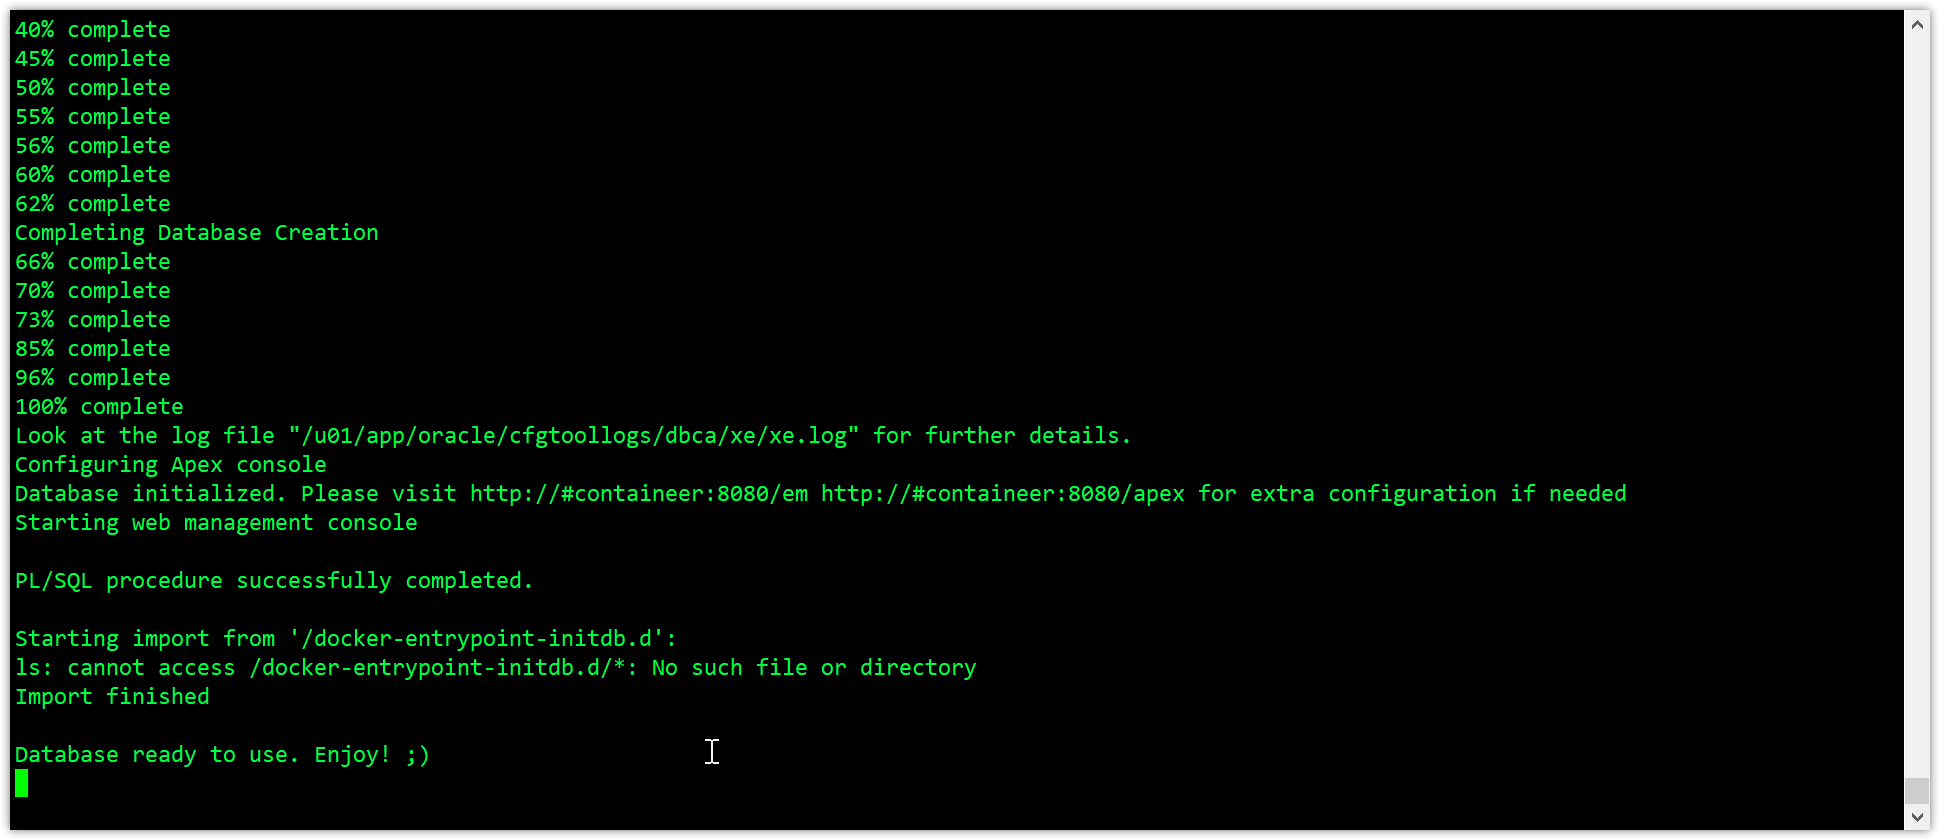 40% complete
45% complete
50% complete
55% complete
56% complete
60% complete
62% complete
Completing Database Creation
66% complete
70% complete
73% complete
85% complete
96% complete
100% complete
Look at the log file "/u01/app/oracle/cfgtoollogs/dbca/xe/xe.log" for further details.
Configuring Apex console
Database initialized. Please visit http://#containeer:8080/em http://#containeer:8080/apex for extra configuration if needed
Starting web management console
PL/SQL procedure successfully completed.
Starting import from '/docker-entrypoint-initdb.d':
ls: cannot access /docker-entrypoint-initdb.d/*: No such file or directory
Import finished
Database ready to use. Enjoy! ;)